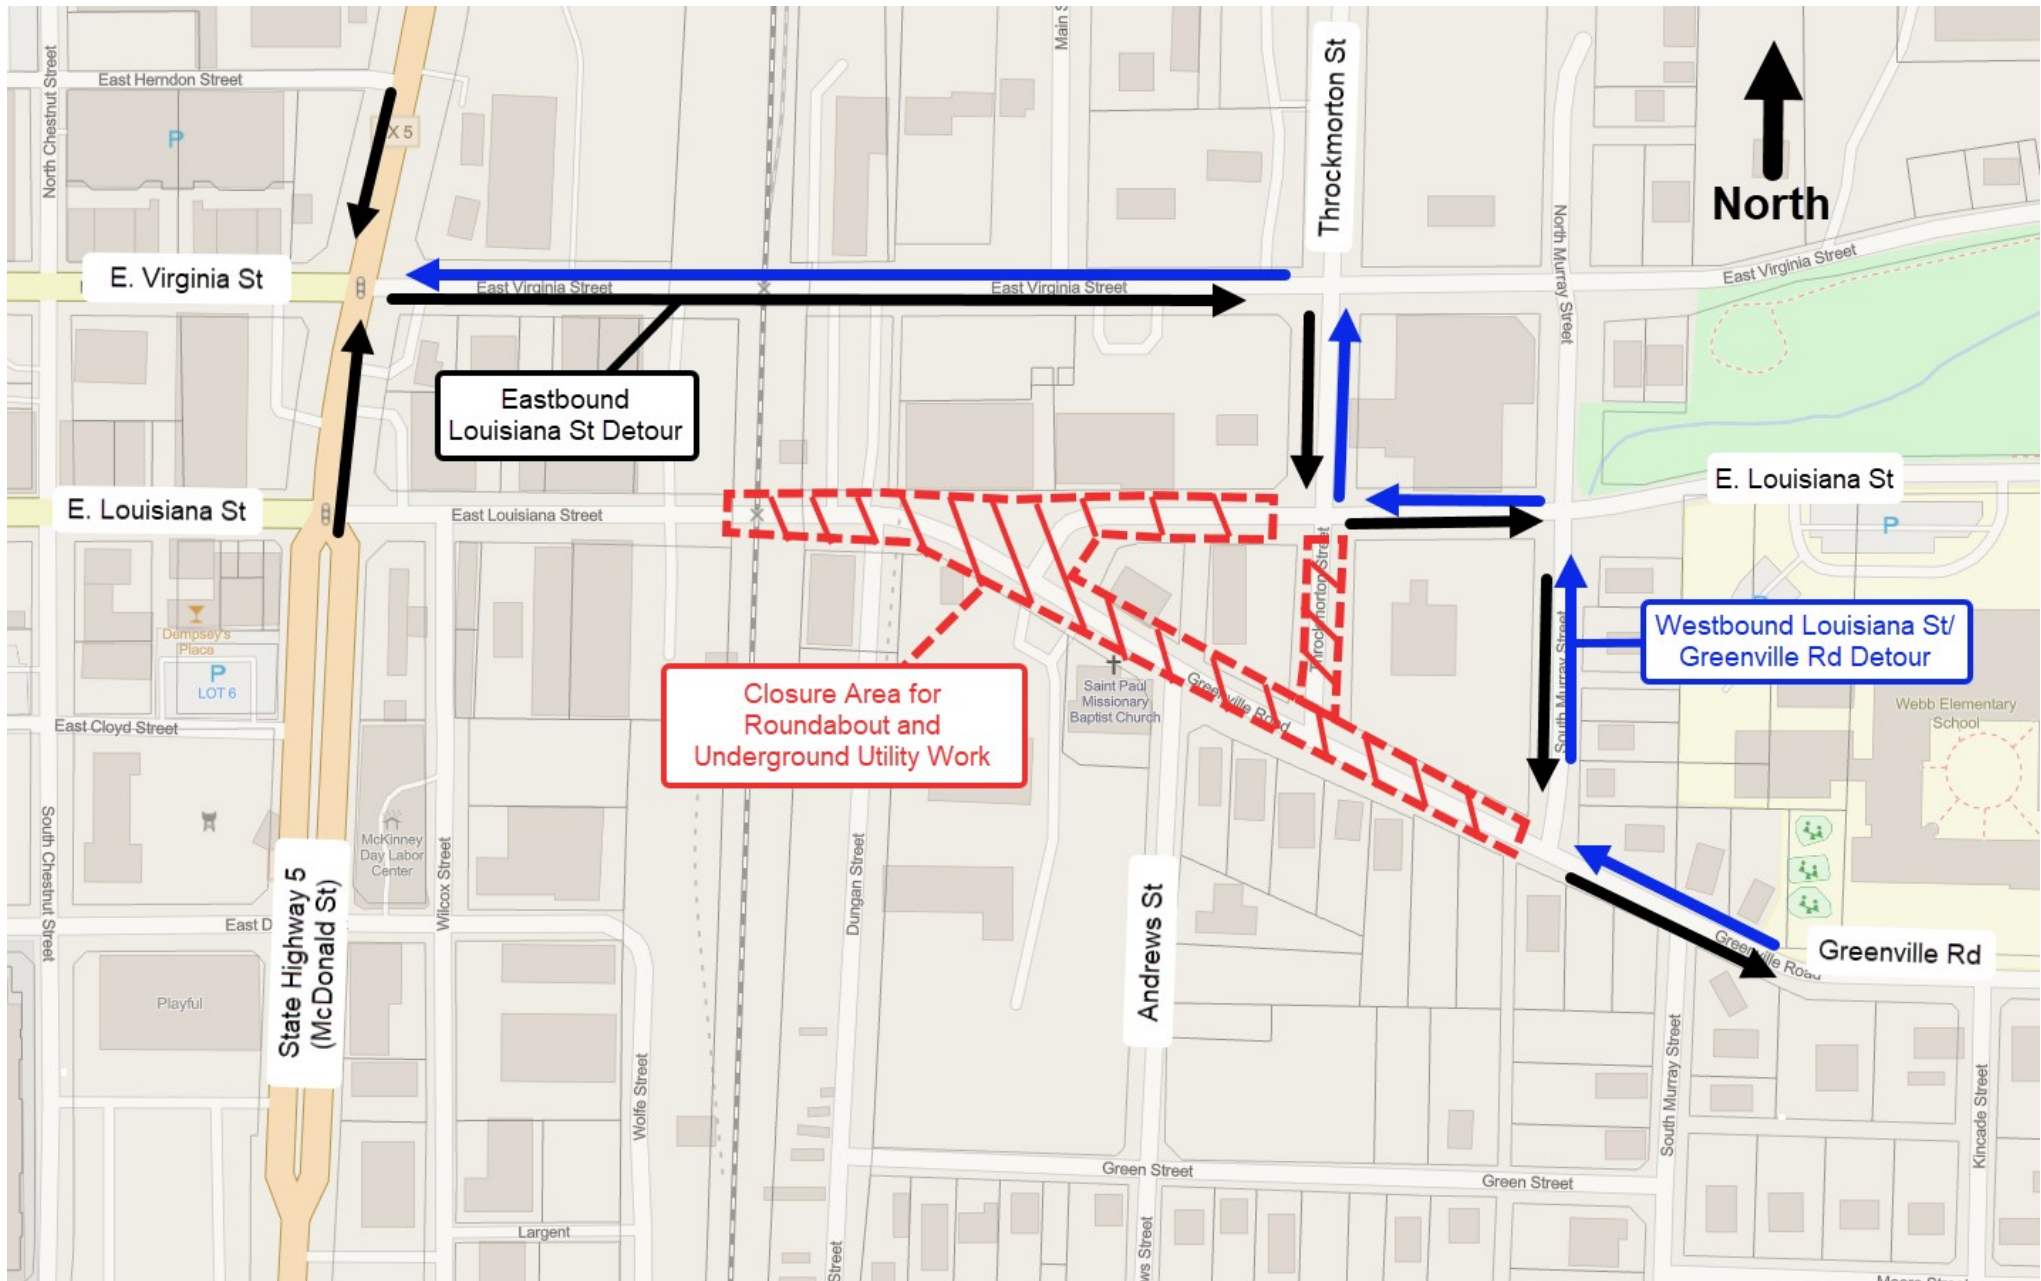 Main S
East Herndon Street
North Chestnut Street
P
X 5
Throckmorton St
North
E. Virginia St
East Virginia Street
East Virginia Street
East Virginia Street
North Murray Street
Eastbound
Louisiana St Detour
E. Louisiana St
East Louisiana Street
E. Louisiana St
P
Throckmorton Street
Dempsey's
Place
P
LOT 6
Closure Area for
Roundabout and
Underground Utility Work
Saint Paul
Missionary
Baptist Church
Greenville Road
South Murray Street
Westbound Louisiana St/
Greenville Rd Detour
Webb Elementary
School
East Cloyd Street
McKinney
Day Labor
Center
South Chestnut Street
State Highway 5
(McDonald St)
Wilcox Street
Dungan Street
Andrews St
East D
Greenville Road
Greenville Rd
Playful
Wolfe Street
South Murray Street
Kincade Street
Green Street
Green Street
Largent
Street
ws Street